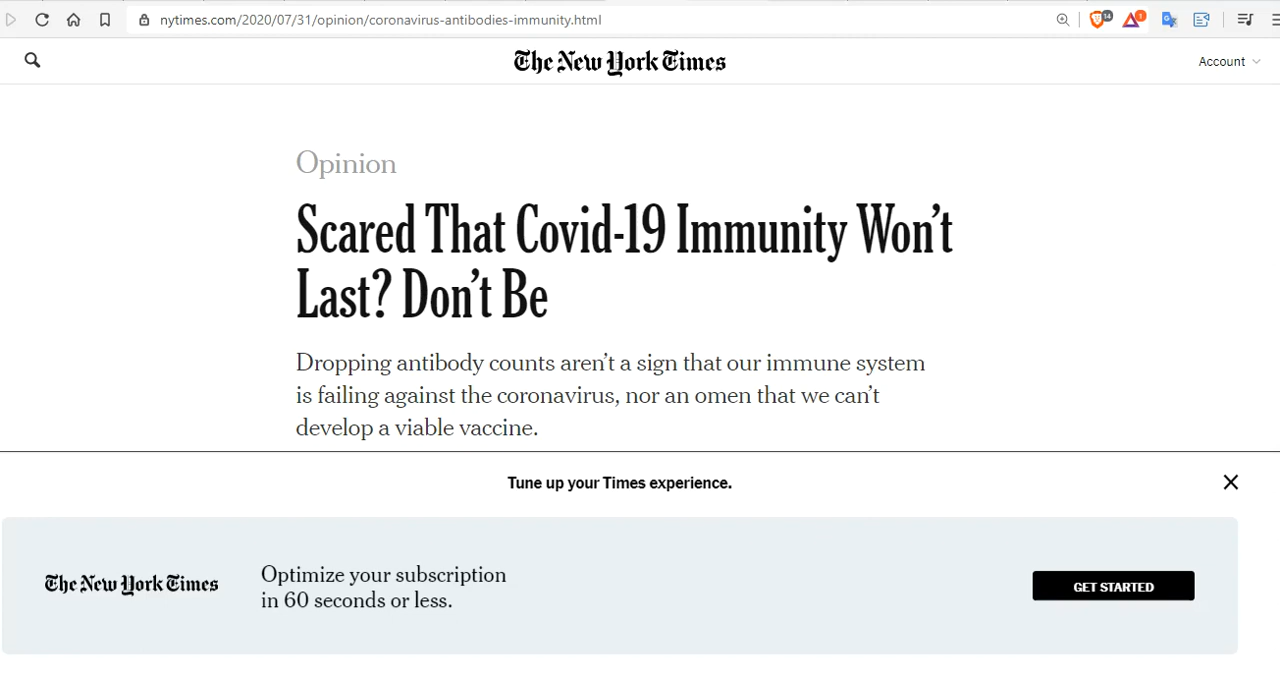 nytimes.com/2020/07/31/opinion/coronavirus-antibodies-immunity.html
14
1
The New York Times
Account
Opinion
Scared That Covid-19 Immunity Won't
Last? Don't Be
Dropping antibody counts aren't a sign that our immune system
is failing against the coronavirus, nor an omen that we can't
develop a viable vaccine.
Tune up your Times experience.
The New York Times
Optimize your subscription
in 60 seconds or less.
GET STARTED